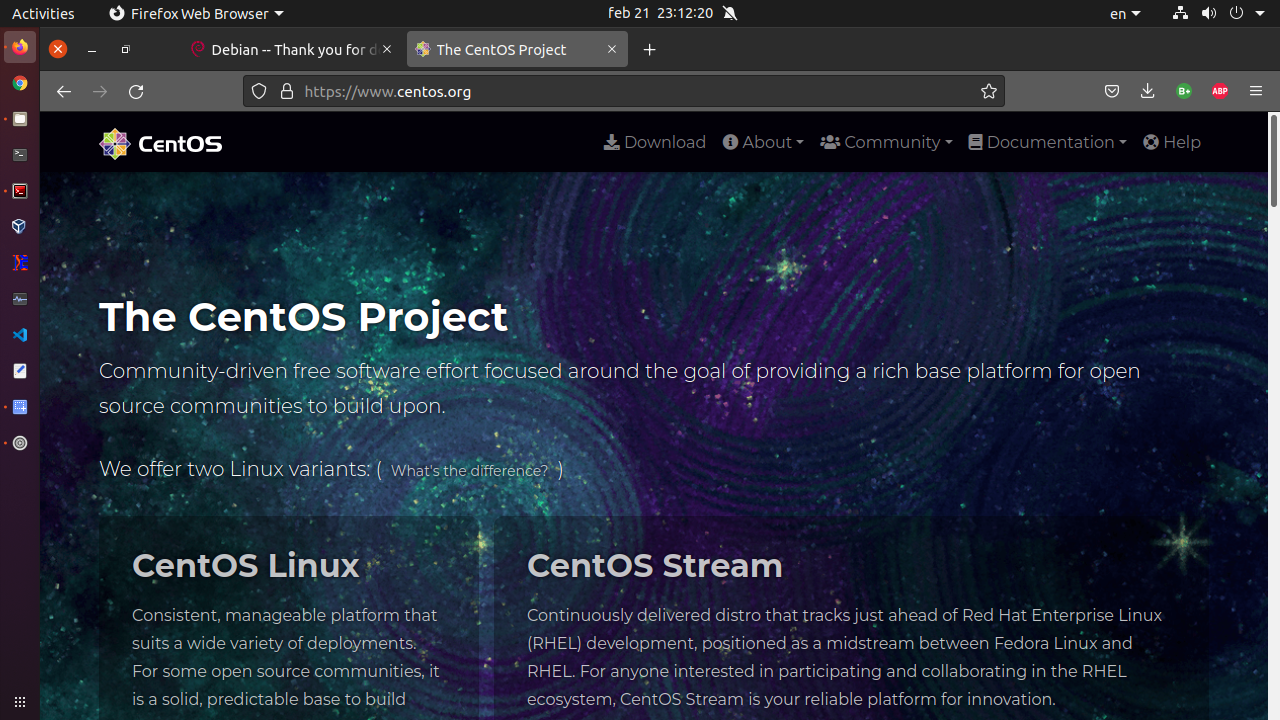 Activities
Firefox Web Browser
feb 21 23:12:20
en
Debian -- Thank you for d
The CentOS Project
https://www.centos.org
B+
ABP
CentOS
Download
About
Community
Documentation
Help
The CentOS Project
Community-driven free software effort focused around the goal of providing a rich base platform for open
source communities to build upon.
We offer two Linux variants: ( What's the difference? )
CentOS Linux
Consistent, manageable platform that
suits a wide variety of deployments.
For some open source communities, it
is a solid, predictable base to build
CentOS Stream
Continuously delivered distro that tracks just ahead of Red Hat Enterprise Linux
(RHEL) development, positioned as a midstream between Fedora Linux and
RHEL. For anyone interested in participating and collaborating in the RHEL
ecosystem, CentOS Stream is your reliable platform for innovation.